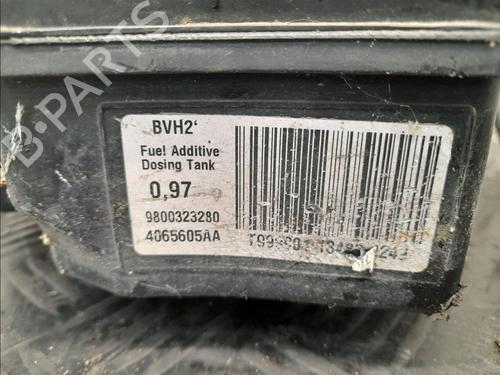 B-PARTS
BVH2'
Fuel Additive
Dosing Tank
0,97
9800323280
4065605AA